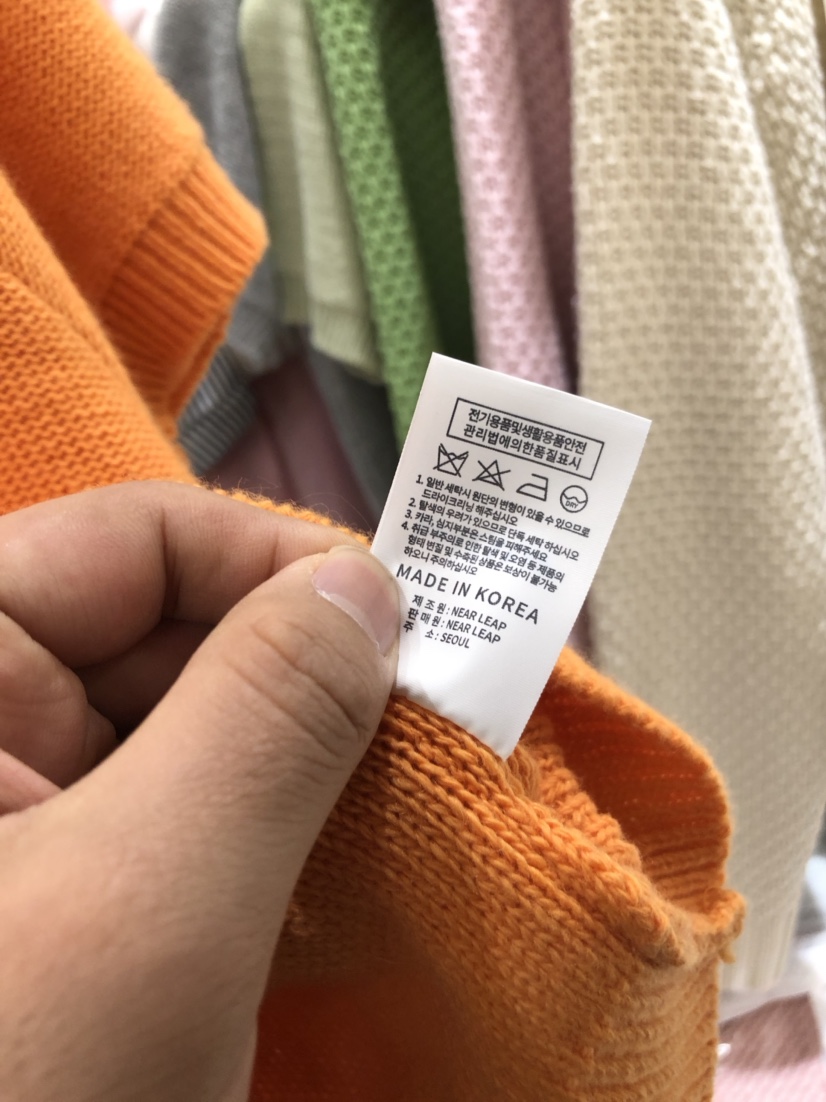 전기용품및생활용품안전
관리법에의한품질표시
DRY
1. 일반 세탁시 원단의 변형이 있을 수 있으므로
드라이크리닝 해주십시오
2. 탈색의 우려가 있으므로 단독 세탁 하십시오
3. 카라, 심지부분은 스팀을 피해주세요
4. 취급 부주의로 인한 탈색 및 오염 등 제품의
형태 변질 및 수축된 상품은 보상이 불가능
하오니 주의하십시오
MADE IN KOREA
제 조 원 : NEAR LEAP
판 매 원 : NEAR LEAP
주 소 : SEOUL